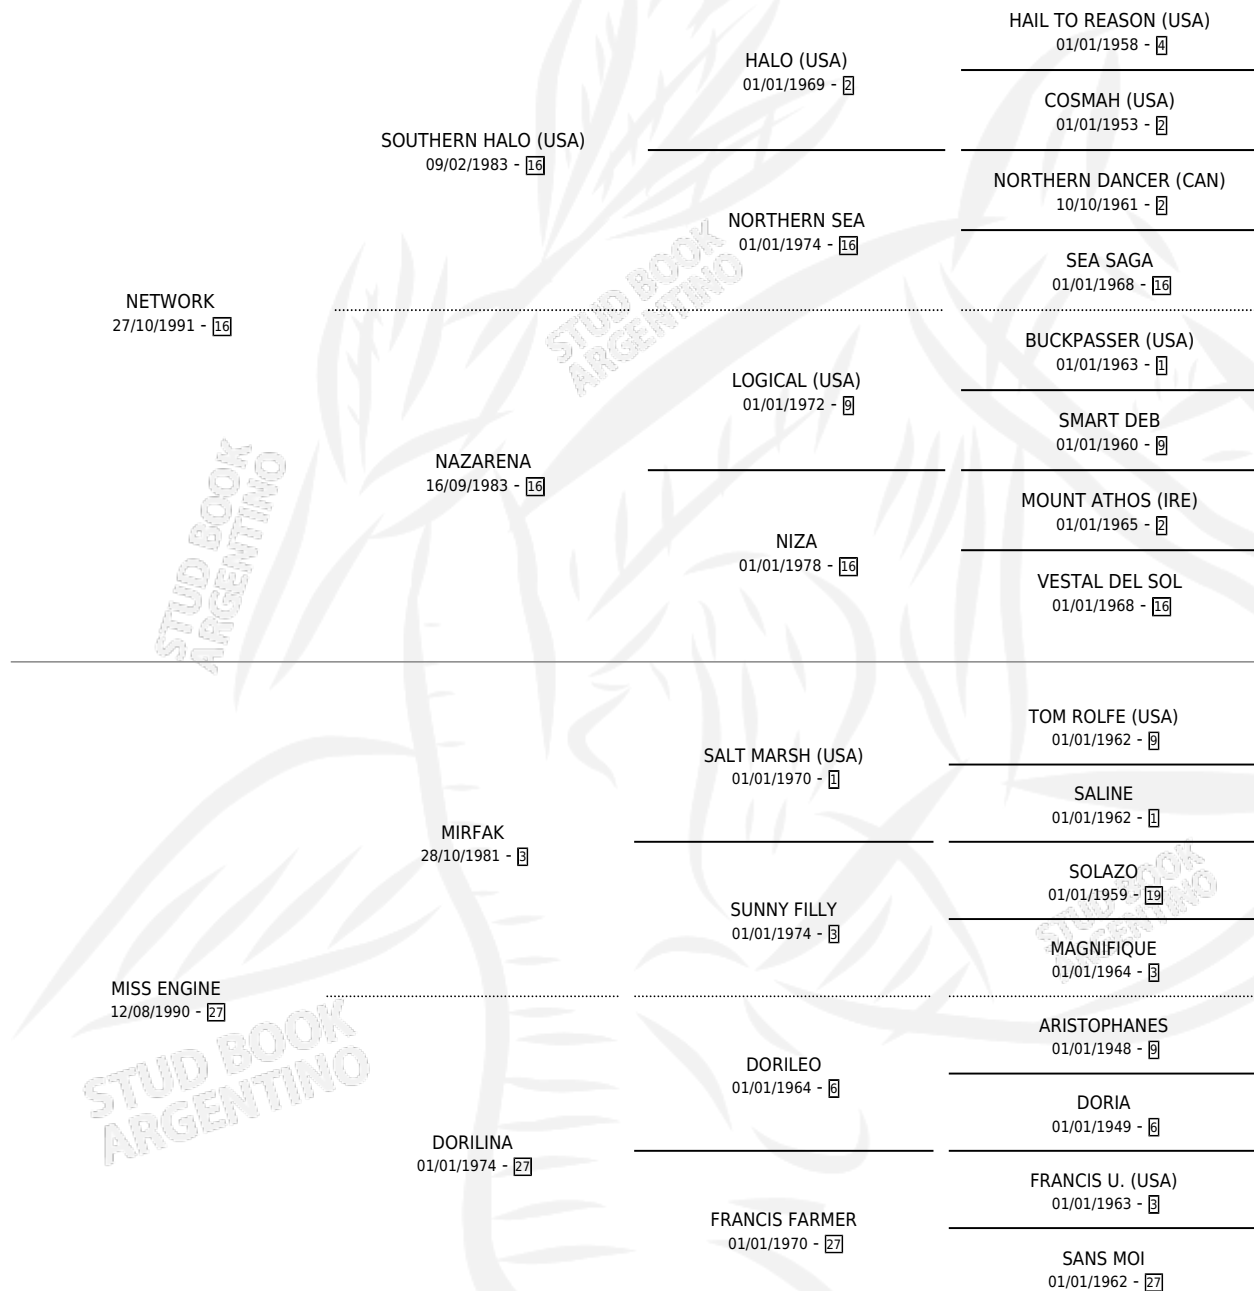 HAIL TO REASON (USA)
01/01/1958 - 4
HALO (USA)
01/01/1969 - 2
COSMAH (USA)
01/01/1953 - 2
SOUTHERN HALO (USA)
09/02/1983 - 16
NORTHERN DANCER (CAN)
10/10/1961 - 2
NORTHERN SEA
01/01/1974 - 16
SEA SAGA
01/01/1968 - 16
NETWORK
27/10/1991 - 16
STUD BOOK
ARGENTINO
BUCKPASSER (USA)
01/01/1963 - 1
LOGICAL (USA)
01/01/1972 - 9
SMART DEB
01/01/1960 - 9
NAZARENA
16/09/1983 - 16
MOUNT ATHOS (IRE)
01/01/1965 - 2
NIZA
01/01/1978 - 16
VESTAL DEL SOL
01/01/1968 - 16
STUD BOOK
ARGENTINO
TOM ROLFE (USA)
01/01/1962 - 9
SALT MARSH (USA)
01/01/1970 - 1
SALINE
01/01/1962 - 1
MIRFAK
28/10/1981 - 3
SOLAZO
01/01/1959 - 19
SUNNY FILLY
01/01/1974 - 3
MAGNIFIQUE
01/01/1964 - 3
STUD BOOK
ARGENTINO
MISS ENGINE
12/08/1990 - 27
ARISTOPHANES
01/01/1948 - 9
DORILEO
01/01/1964 - 6
DORIA
01/01/1949 - 6
STUD BOOK
ARGENTINO
DORILINA
01/01/1974 - 27
FRANCIS U. (USA)
01/01/1963 - 3
FRANCIS FARMER
01/01/1970 - 27
SANS MOI
01/01/1962 - 27